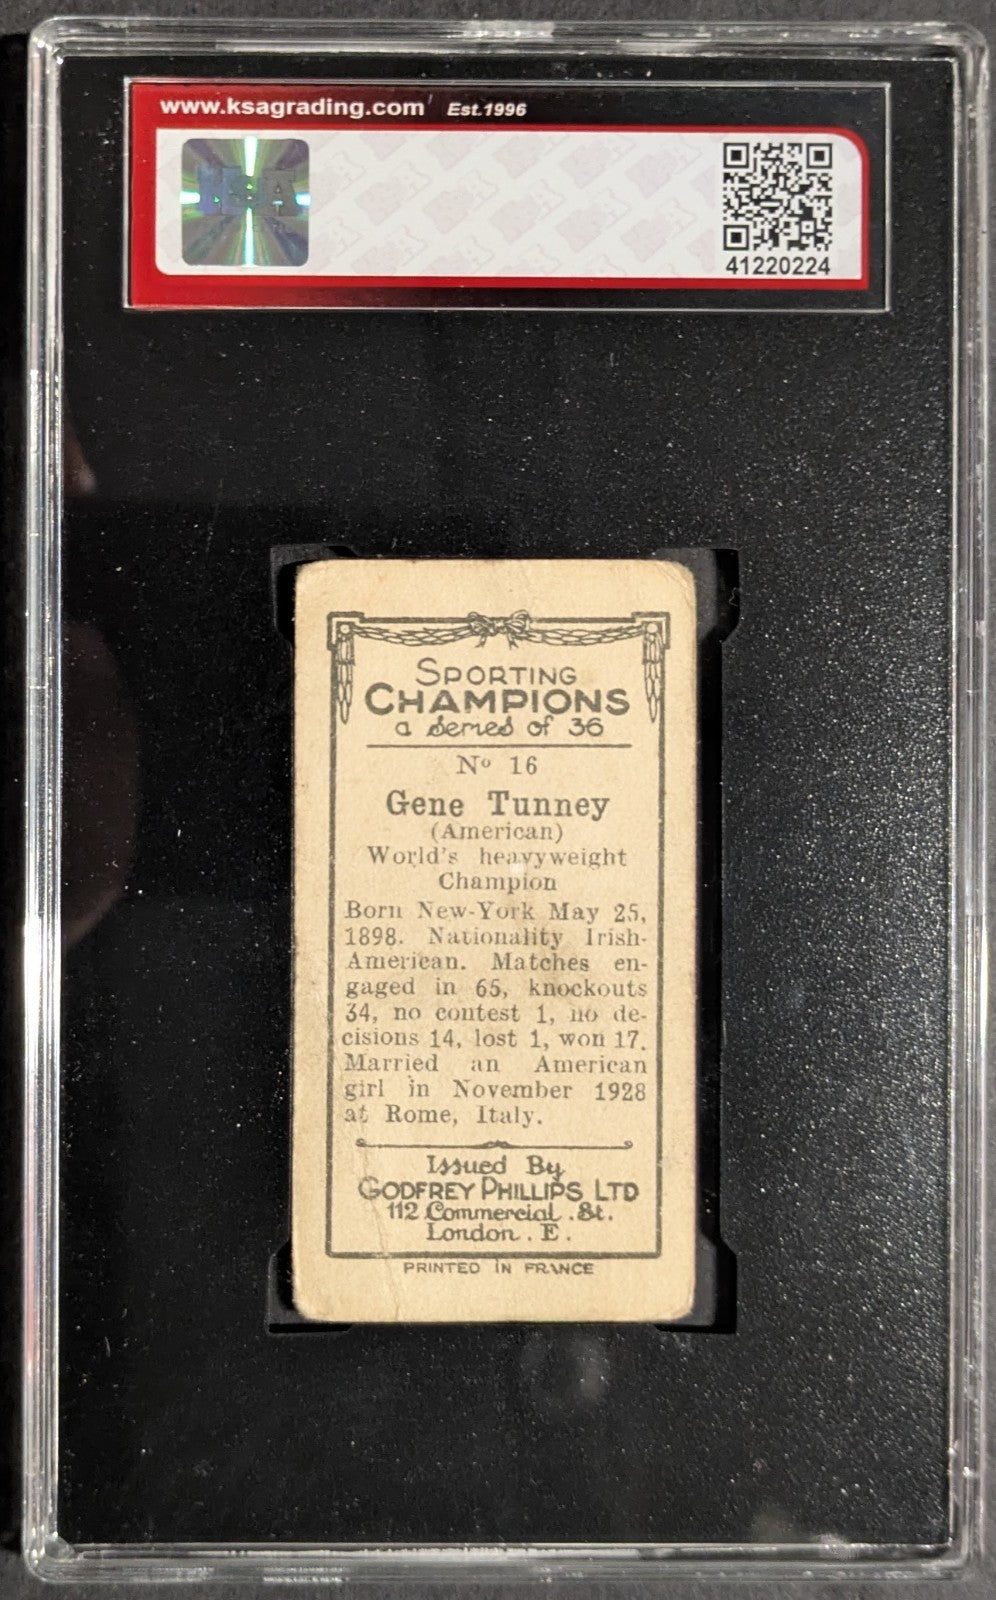 www.ksagrading.com Est.1996
KSA
41220224
SPORTING
CHAMPIONS
a series of 36
Nº 16
Gene Tunney
(American)
World's heavyweight
Champion
Born New-York May 25,
1898. Nationality Irish-
American. Matches en-
gaged in 65, knockouts
34, no contest 1, no de-
cisions 14, lost 1, won 17.
Married an American
girl in November 1928
at Rome, Italy.
Issued By
GODFREY PHILLIPS LTD
112 Commercial . St.
London . E .
PRINTED IN FRANCE